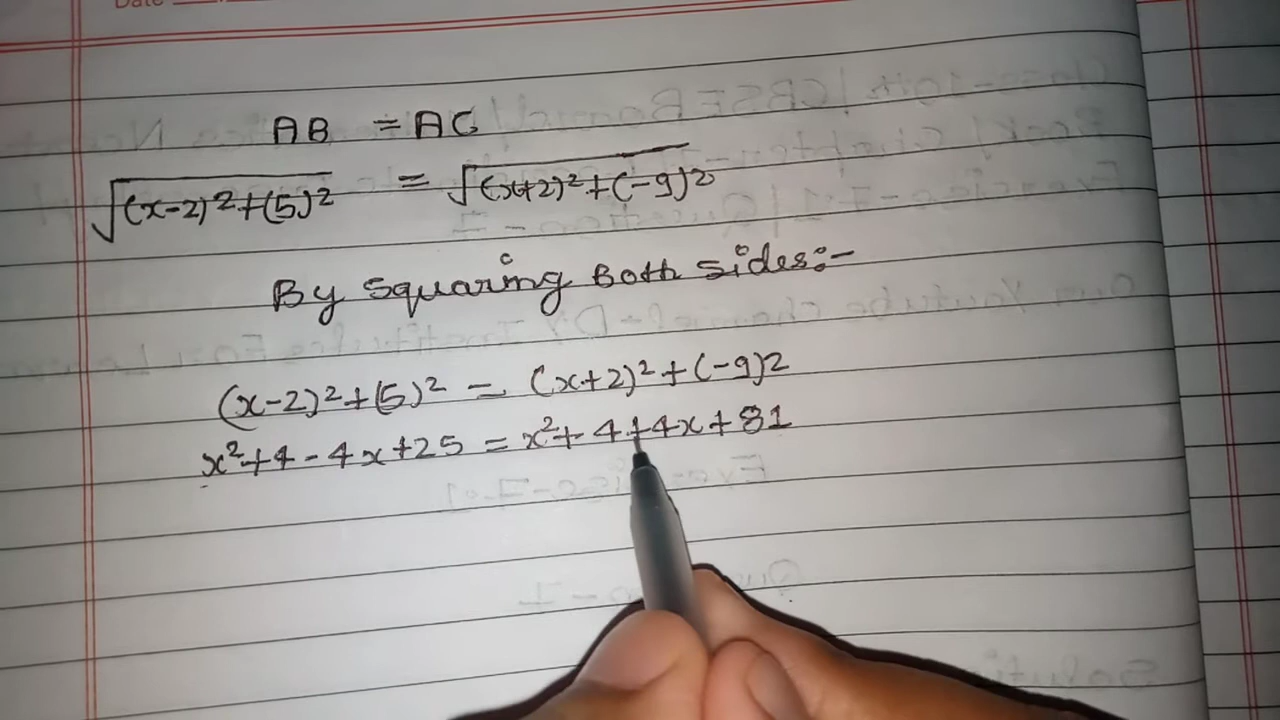 Date
AB = AC
√(x-2)²+(5)² = √(x+2)²+(-9)²
By Squaring Both sides:-
(x-2)²+(5)² = (x+2)²+(-9)2
x²+4-4x+25 = x²+4+4x+81